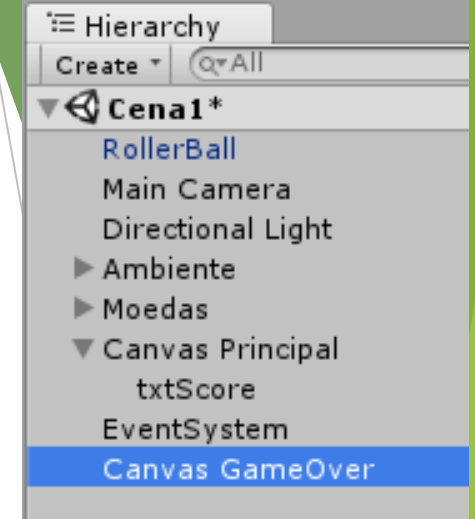 Hierarchy
Create All
Cena1*
RollerBall
Main Camera
Directional Light
Ambiente
Moedas
Canvas Principal
txtScore
EventSystem
Canvas GameOver